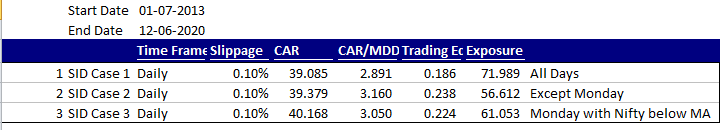 Start Date 01-07-2013
End Date 12-06-2020
Time Frame Slippage CAR CAR/MDD Trading Ec Exposure
1 SID Case 1 Daily 0.10% 39.085 2.891 0.186 71.989 All Days
2 SID Case 2 Daily 0.10% 39.379 3.160 0.238 56.612 Except Monday
3 SID Case 3 Daily 0.10% 40.168 3.050 0.224 61.053 Monday with Nifty below MA